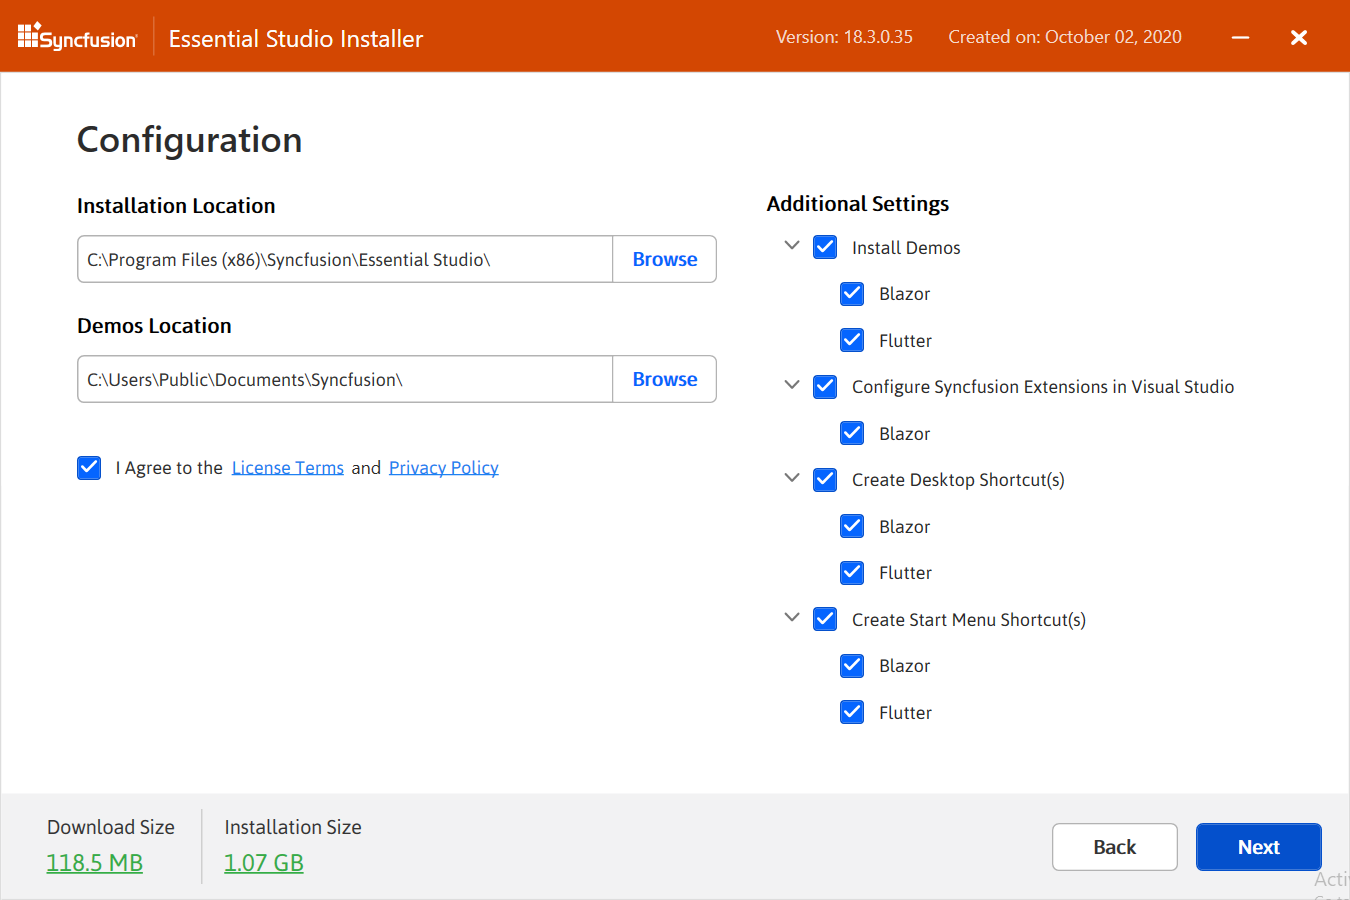 Syncfusion
Essential Studio Installer
Version: 18.3.0.35
Created on: October 02, 2020
Configuration
Installation Location
C:\Program Files (x86)\Syncfusion\Essential Studio\
Browse
Demos Location
C:\Users\Public\Documents\Syncfusion\
Browse
I Agree to the License Terms and Privacy Policy
Additional Settings
Install Demos
Blazor
Flutter
Configure Syncfusion Extensions in Visual Studio
Blazor
Create Desktop Shortcut(s)
Blazor
Flutter
Create Start Menu Shortcut(s)
Blazor
Flutter
Download Size
118.5 MB
Installation Size
1.07 GB
Back
Next
Acti